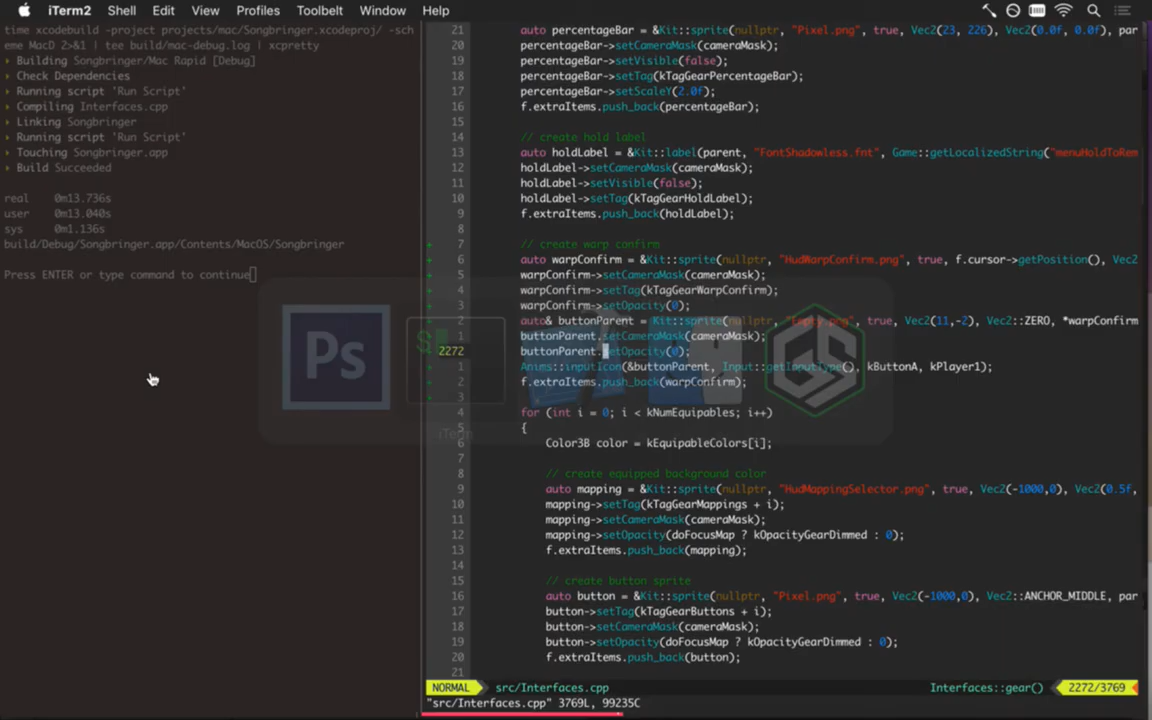 iTerm2 Shell Edit View Profiles Toolbelt Window Help
time xcodebuild -project projects/mac/Songbringer.xcodeproj/ -sch
eme MacD 2>&1 | tee build/mac-debug.log | xcpretty
Building Songbringer/Mac Rapid [Debug]
Check Dependencies
Running script 'Run Script'
Compiling Interfaces.cpp
Linking Songbringer
Running script 'Run Script'
Touching Songbringer.app
Build Succeeded
real 0m13.736s
user 0m13.040s
sys 0m1.136s
build/Debug/Songbringer.app/Contents/MacOS/Songbringer
Press ENTER or type command to continue
21 auto percentageBar = &Kit::sprite(nullptr, "Pixel.png", true, Vec2(23, 226), Vec2(0.0f, 0.0f), par
20 percentageBar->setCameraMask(cameraMask);
19 percentageBar->setVisible(false);
18 percentageBar->setTag(kTagGearPercentageBar);
17 percentageBar->setScaleY(2.0f);
16 f.extraItems.push_back(percentageBar);
15
14 // create hold label
13 auto holdLabel = &Kit::label(parent, "FontShadowless.fnt", Game::getLocalizedString("menuHoldToRem
12 holdLabel->setCameraMask(cameraMask);
11 holdLabel->setVisible(false);
10 holdLabel->setTag(kTagGearHoldLabel);
9 f.extraItems.push_back(holdLabel);
8
7 // create warp confirm
6 auto warpConfirm = &Kit::sprite(nullptr, "HudWarpConfirm.png", true, f.cursor->getPosition(), Vec2
5 warpConfirm->setCameraMask(cameraMask);
4 warpConfirm->setTag(kTagGearWarpConfirm);
3 warpConfirm->setOpacity(0);
2 auto& buttonParent = Kit::sprite(nullptr, "Empty.png", true, Vec2(11,-2), Vec2::ZERO, *warpConfirm
1 buttonParent.setCameraMask(cameraMask);
2272 buttonParent.setOpacity(0);
1 Anims::inputIcon(&buttonParent, Input::getInputType(), kButtonA, kPlayer1);
2 f.extraItems.push_back(warpConfirm);
3
4 for (int i = 0; i < kNumEquipables; i++)
5 {
6 Color3B color = kEquipableColors[i];
7
8 // create equipped background color
9 auto mapping = &Kit::sprite(nullptr, "HudMappingSelector.png", true, Vec2(-1000,0), Vec2(0.5f,
10 mapping->setTag(kTagGearMappings + i);
11 mapping->setCameraMask(cameraMask);
12 mapping->setOpacity(doFocusMap ? kOpacityGearDimmed : 0);
13 f.extraItems.push_back(mapping);
14
15 // create button sprite
16 auto button = &Kit::sprite(nullptr, "Pixel.png", true, Vec2(-1000,0), Vec2::ANCHOR_MIDDLE, par
17 button->setTag(kTagGearButtons + i);
18 button->setCameraMask(cameraMask);
19 button->setOpacity(doFocusMap ? kOpacityGearDimmed : 0);
20 f.extraItems.push_back(button);
21
Ps
iTerm
NORMAL src/Interfaces.cpp Interfaces::gear() 2272/3769
"src/Interfaces.cpp" 3769L, 99235C